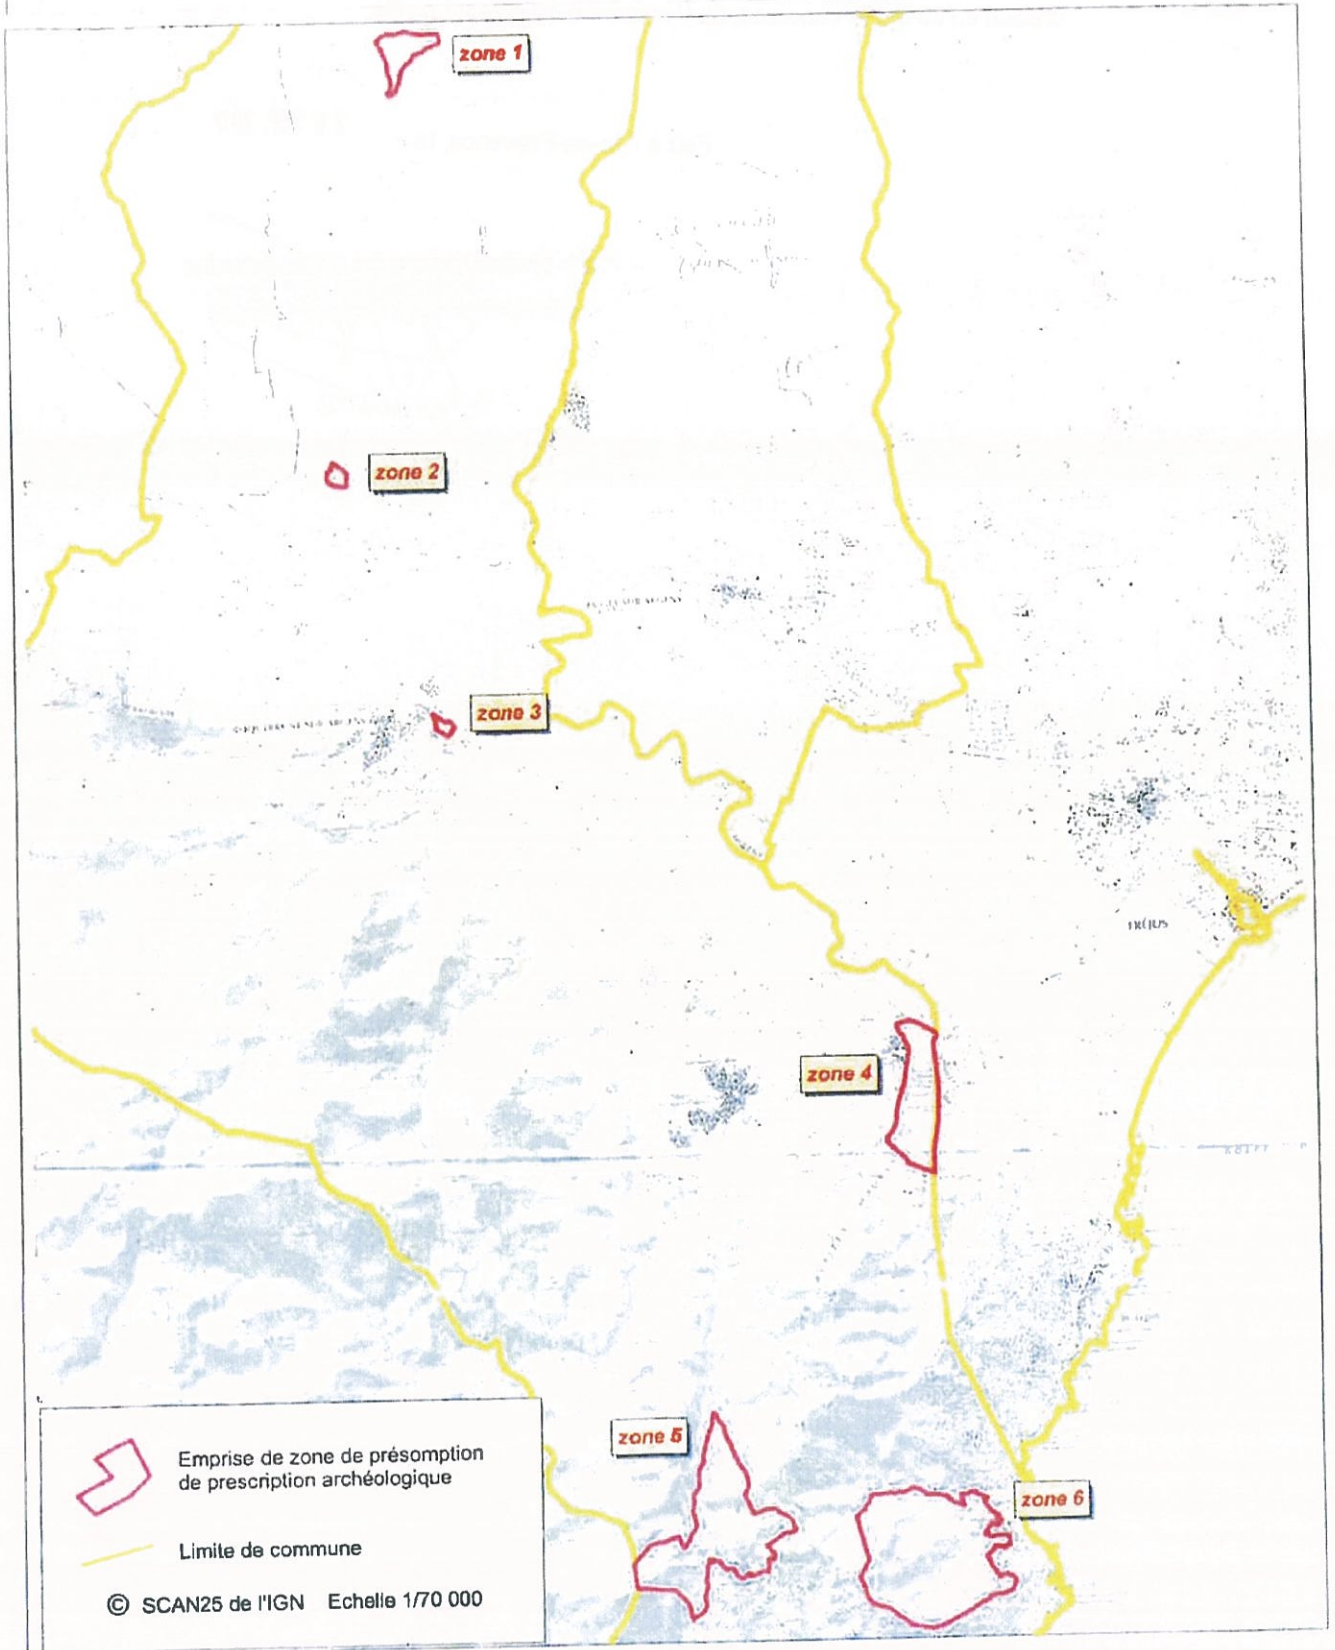 zone 1
zone 2
zone 3
FRÉJUS
zone 4
zone 5
zone 6
Emprise de zone de présomption
de prescription archéologique
Limite de commune
© SCAN25 de l'IGN Echelle 1/70 000